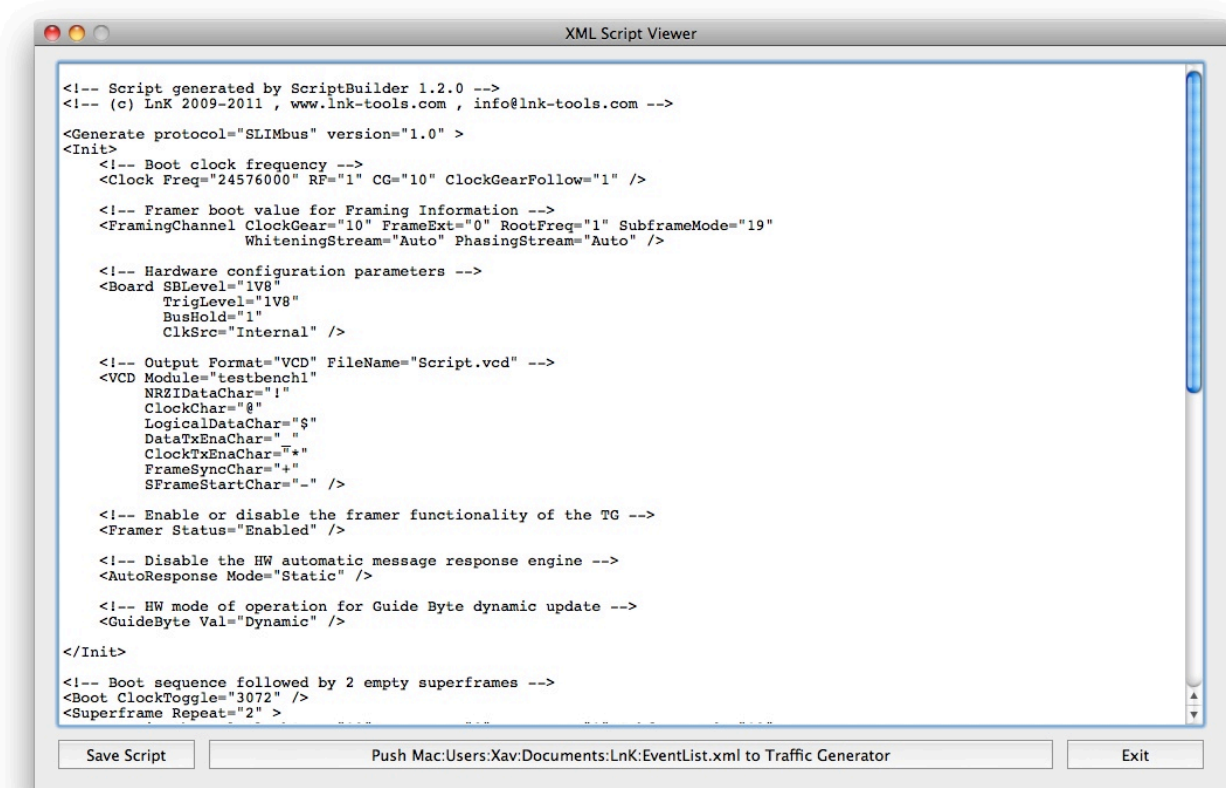 XML Script Viewer
<!-- Script generated by ScriptBuilder 1.2.0 -->
<!-- (c) LnK 2009-2011 , www.lnk-tools.com , info@lnk-tools.com -->
<Generate protocol="SLIMbus" version="1.0" >
<Init>
<!-- Boot clock frequency -->
<Clock Freq="24576000" RF="1" CG="10" ClockGearFollow="1" />
<!-- Framer boot value for Framing Information -->
<FramingChannel ClockGear="10" FrameExt="0" RootFreq="1" SubframeMode="19"
WhiteningStream="Auto" PhasingStream="Auto" />
<!-- Hardware configuration parameters -->
<Board SBLevel="1V8"
TrigLevel="1V8"
BusHold="1"
ClkSrc="Internal" />
<!-- Output Format="VCD" FileName="Script.vcd" -->
<VCD Module="testbench1"
NRZIDataChar="!"
ClockChar="@"
LogicalDataChar="$"
DataTxEnaChar="_"
ClockTxEnaChar="*"
FrameSyncChar="+"
SFrameStartChar="-" />
<!-- Enable or disable the framer functionality of the TG -->
<Framer Status="Enabled" />
<!-- Disable the HW automatic message response engine -->
<AutoResponse Mode="Static" />
<!-- HW mode of operation for Guide Byte dynamic update -->
<GuideByte Val="Dynamic" />
</Init>
<!-- Boot sequence followed by 2 empty superframes -->
<Boot ClockToggle="3072" />
<Superframe Repeat="2" >
Save Script
Push Mac:Users:Xav:Documents:LnK:EventList.xml to Traffic Generator
Exit